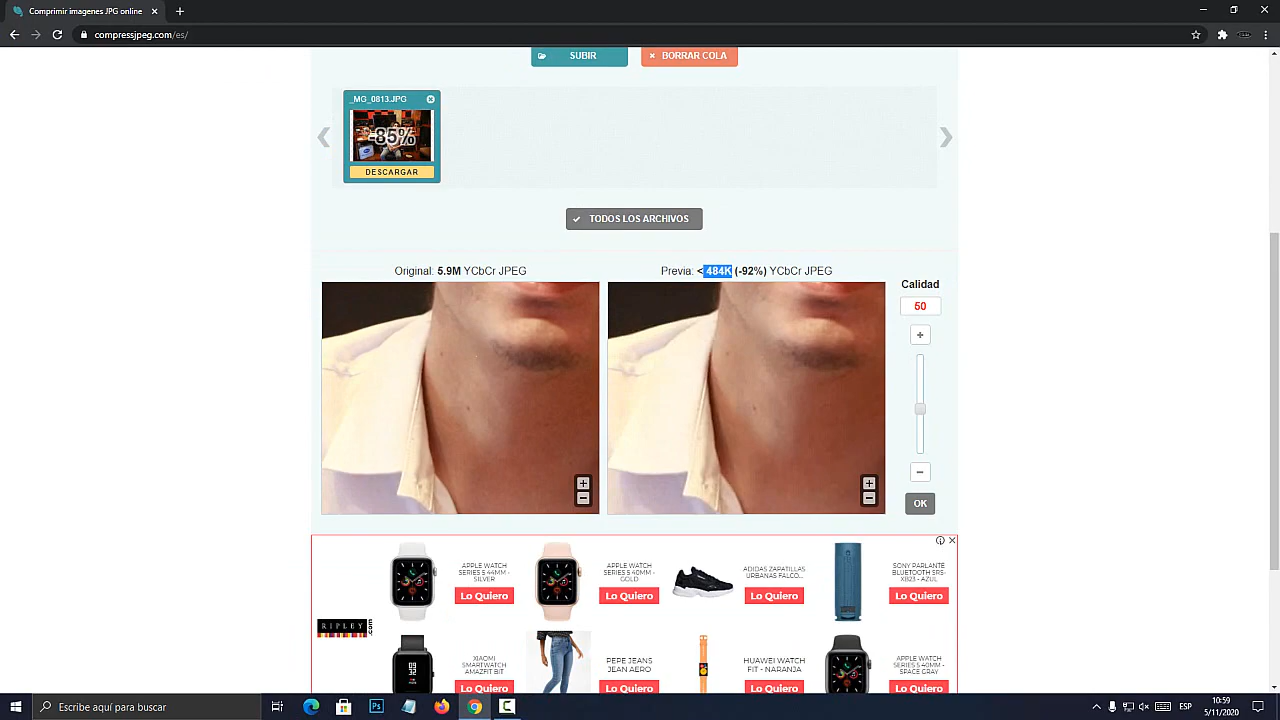 Comprimir imagenes JPG online
compressjpeg.com/es/
SUBIR
BORRAR COLA
_MG_0813.JPG
-85%
DESCARGAR
TODOS LOS ARCHIVOS
Original: 5.9M YCbCr JPEG
Previa: < 484K (-92%) YCbCr JPEG
Calidad
50
OK
APPLE WATCH
SERIES 5 44MM -
SILVER
Lo Quiero
APPLE WATCH
SERIES 5 40MM -
GOLD
Lo Quiero
ADIDAS ZAPATILLAS
URBANAS FALCO...
Lo Quiero
SONY PARLANTE
BLUETOOTH SRS-
XB23 - AZUL
Lo Quiero
RIPLEY.com
XIAOMI
SMARTWATCH
AMAZFIT BIT
Lo Quiero
PEPE JEANS
JEAN AERO
Lo Quiero
HUAWEI WATCH
FIT - NARANJA
Lo Quiero
APPLE WATCH
SERIES 5 40MM -
SPACE GRAY
Lo Quiero
Escribe aquí para buscar
Ps
ESP
10:59
5/11/2020